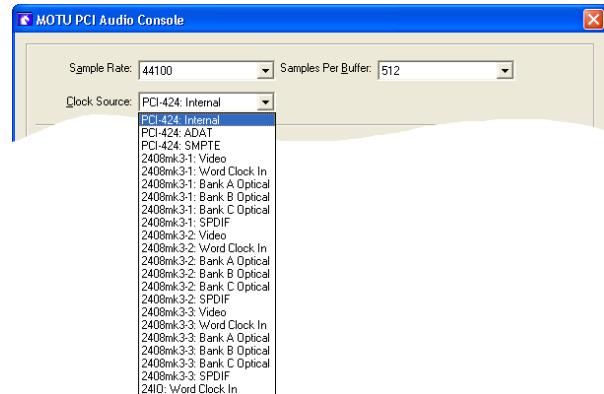 MOTU PCI Audio Console
Sample Rate: 44100 Samples Per Buffer: 512
Clock Source: PCI-424: Internal
PCI-424: Internal
PCI-424: ADAT
PCI-424: SMPTE
2408mk3-1: Video
2408mk3-1: Word Clock In
2408mk3-1: Bank A Optical
2408mk3-1: Bank B Optical
2408mk3-1: Bank C Optical
2408mk3-1: SPDIF
2408mk3-2: Video
2408mk3-2: Word Clock In
2408mk3-2: Bank A Optical
2408mk3-2: Bank B Optical
2408mk3-2: Bank C Optical
2408mk3-2: SPDIF
2408mk3-3: Video
2408mk3-3: Word Clock In
2408mk3-3: Bank A Optical
2408mk3-3: Bank B Optical
2408mk3-3: Bank C Optical
2408mk3-3: SPDIF
24IO: Word Clock In